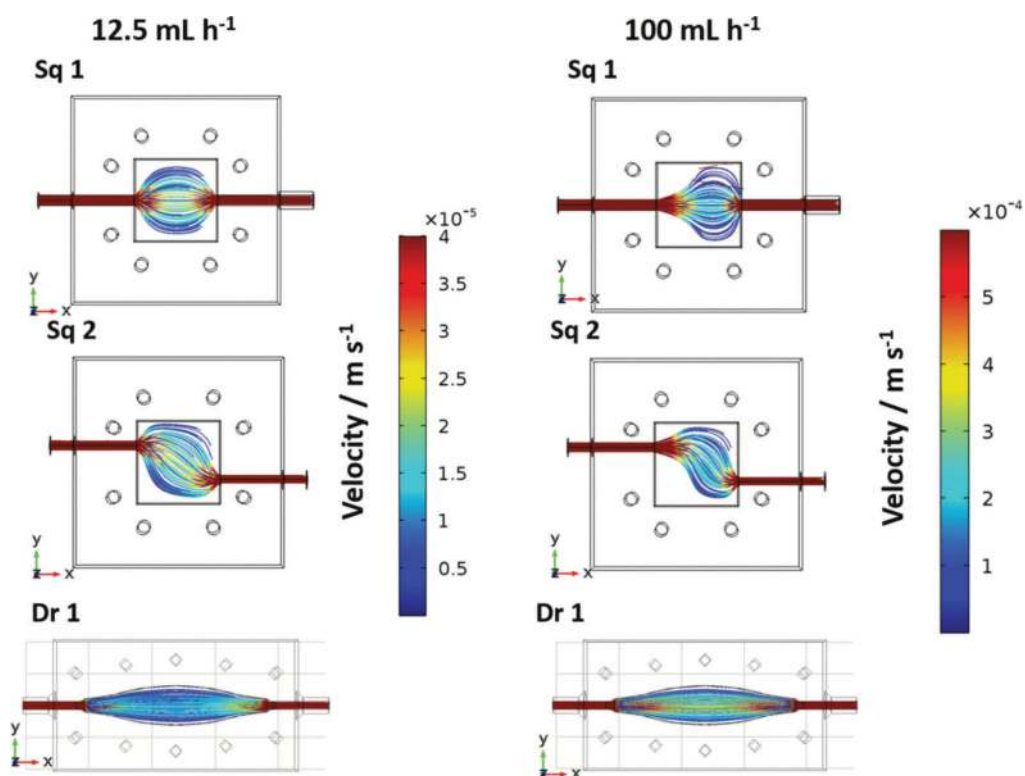 12.5 mL h⁻¹
100 mL h⁻¹
Sq 1
Sq 1
×10⁻⁵
×10⁻⁴
4
3.5
3
2.5
2
1.5
1
0.5
Velocity / m s⁻¹
5
4
3
2
1
Velocity / m s⁻¹
y
z x
y
z x
Sq 2
Sq 2
y
z x
y
z x
Dr 1
Dr 1
y
z x
y
z x